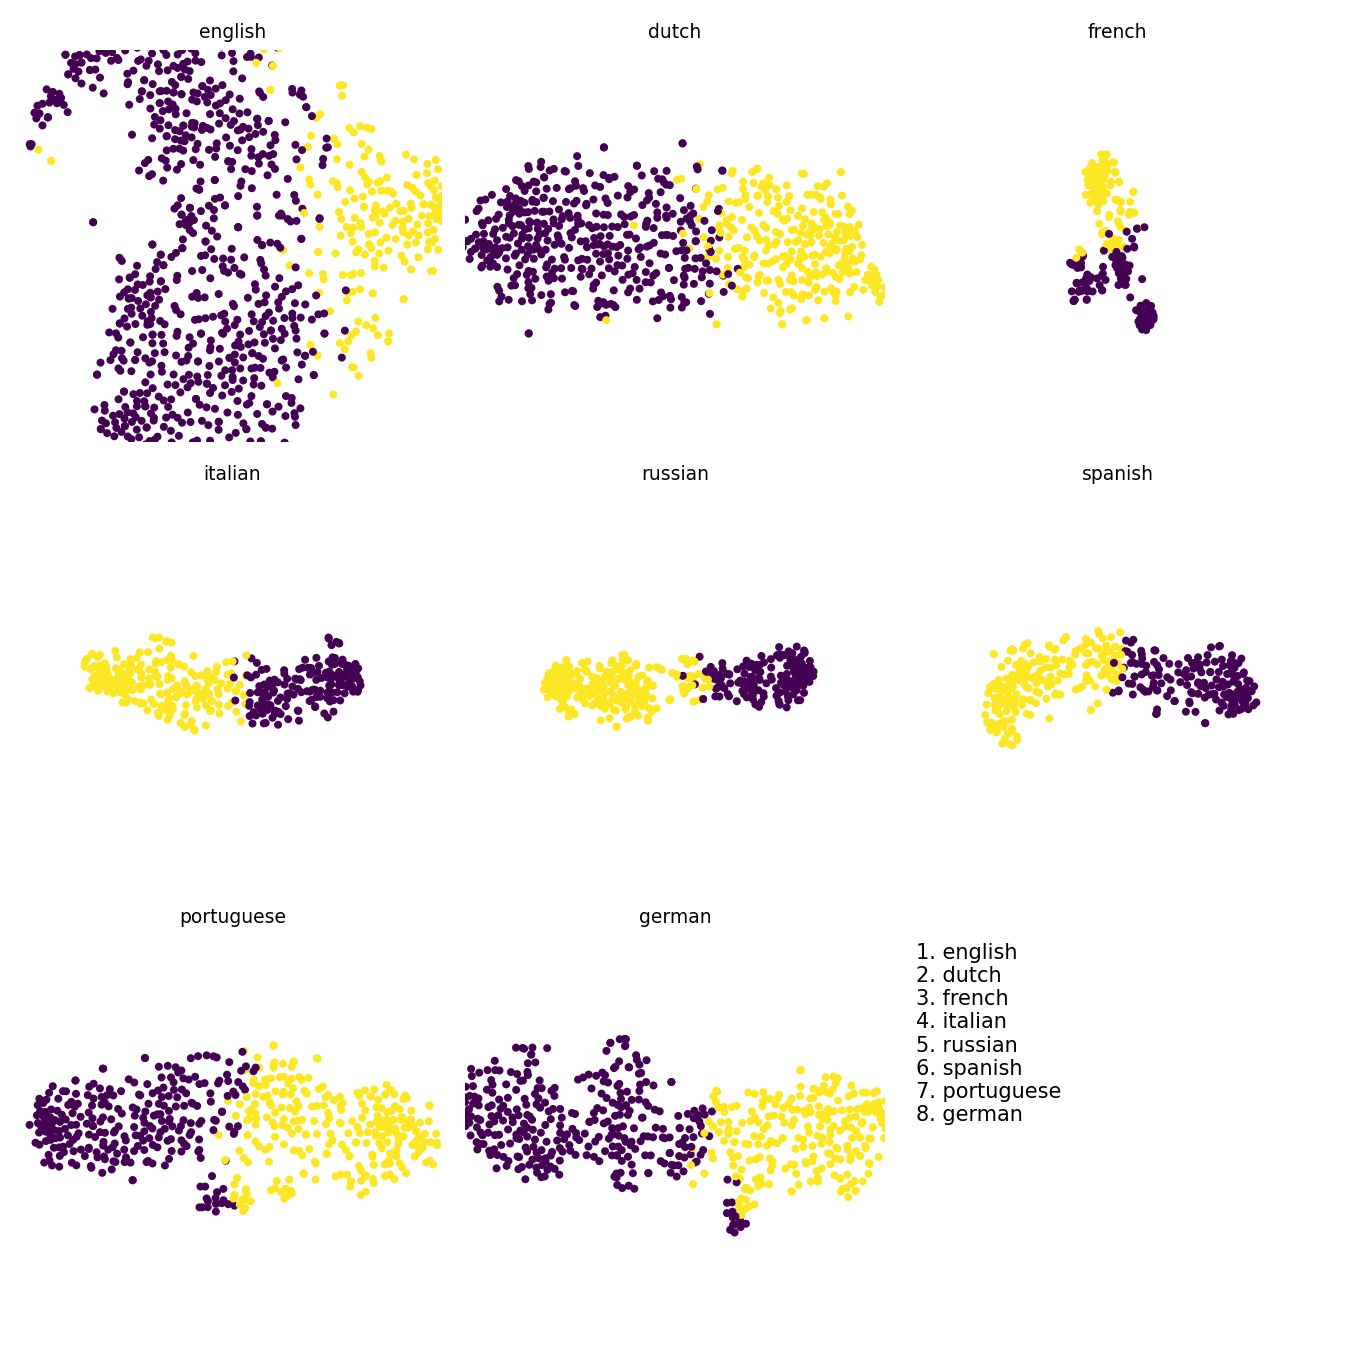 english
dutch
french
italian
russian
spanish
portuguese
german
1. english
2. dutch
3. french
4. italian
5. russian
6. spanish
7. portuguese
8. german